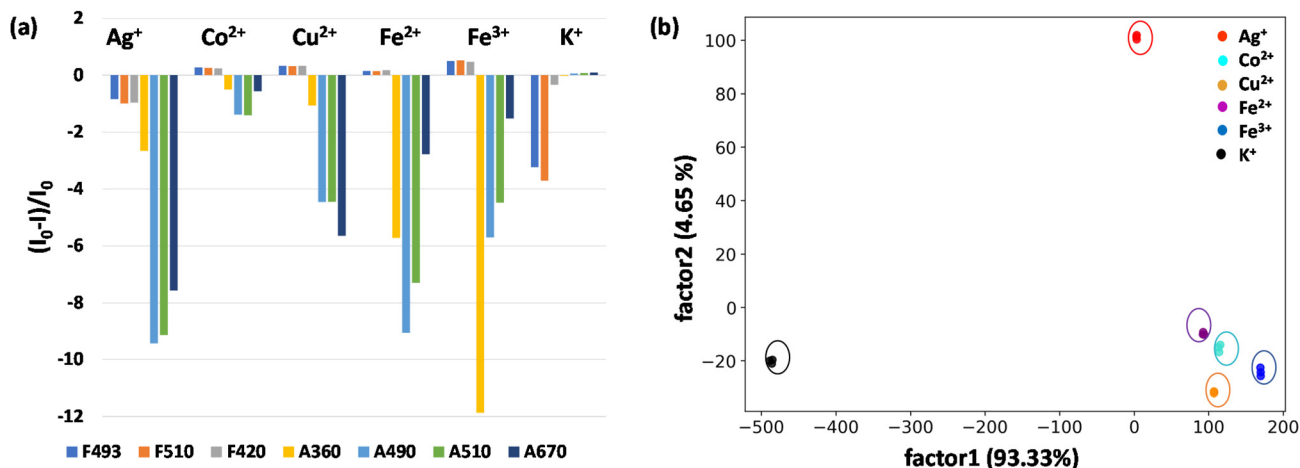 (a)
2
0
-2
-4
-6
-8
-10
-12
(I₀-I)/I₀
Ag⁺ Co²⁺ Cu²⁺ Fe²⁺ Fe³⁺ K⁺
F493 F510 F420 A360 A490 A510 A670
(b)
100
80
60
40
20
0
−20
factor2 (4.65 %)
Ag⁺
Co²⁺
Cu²⁺
Fe²⁺
Fe³⁺
K⁺
−500 −400 −300 −200 −100 0 100 200
factor1 (93.33%)